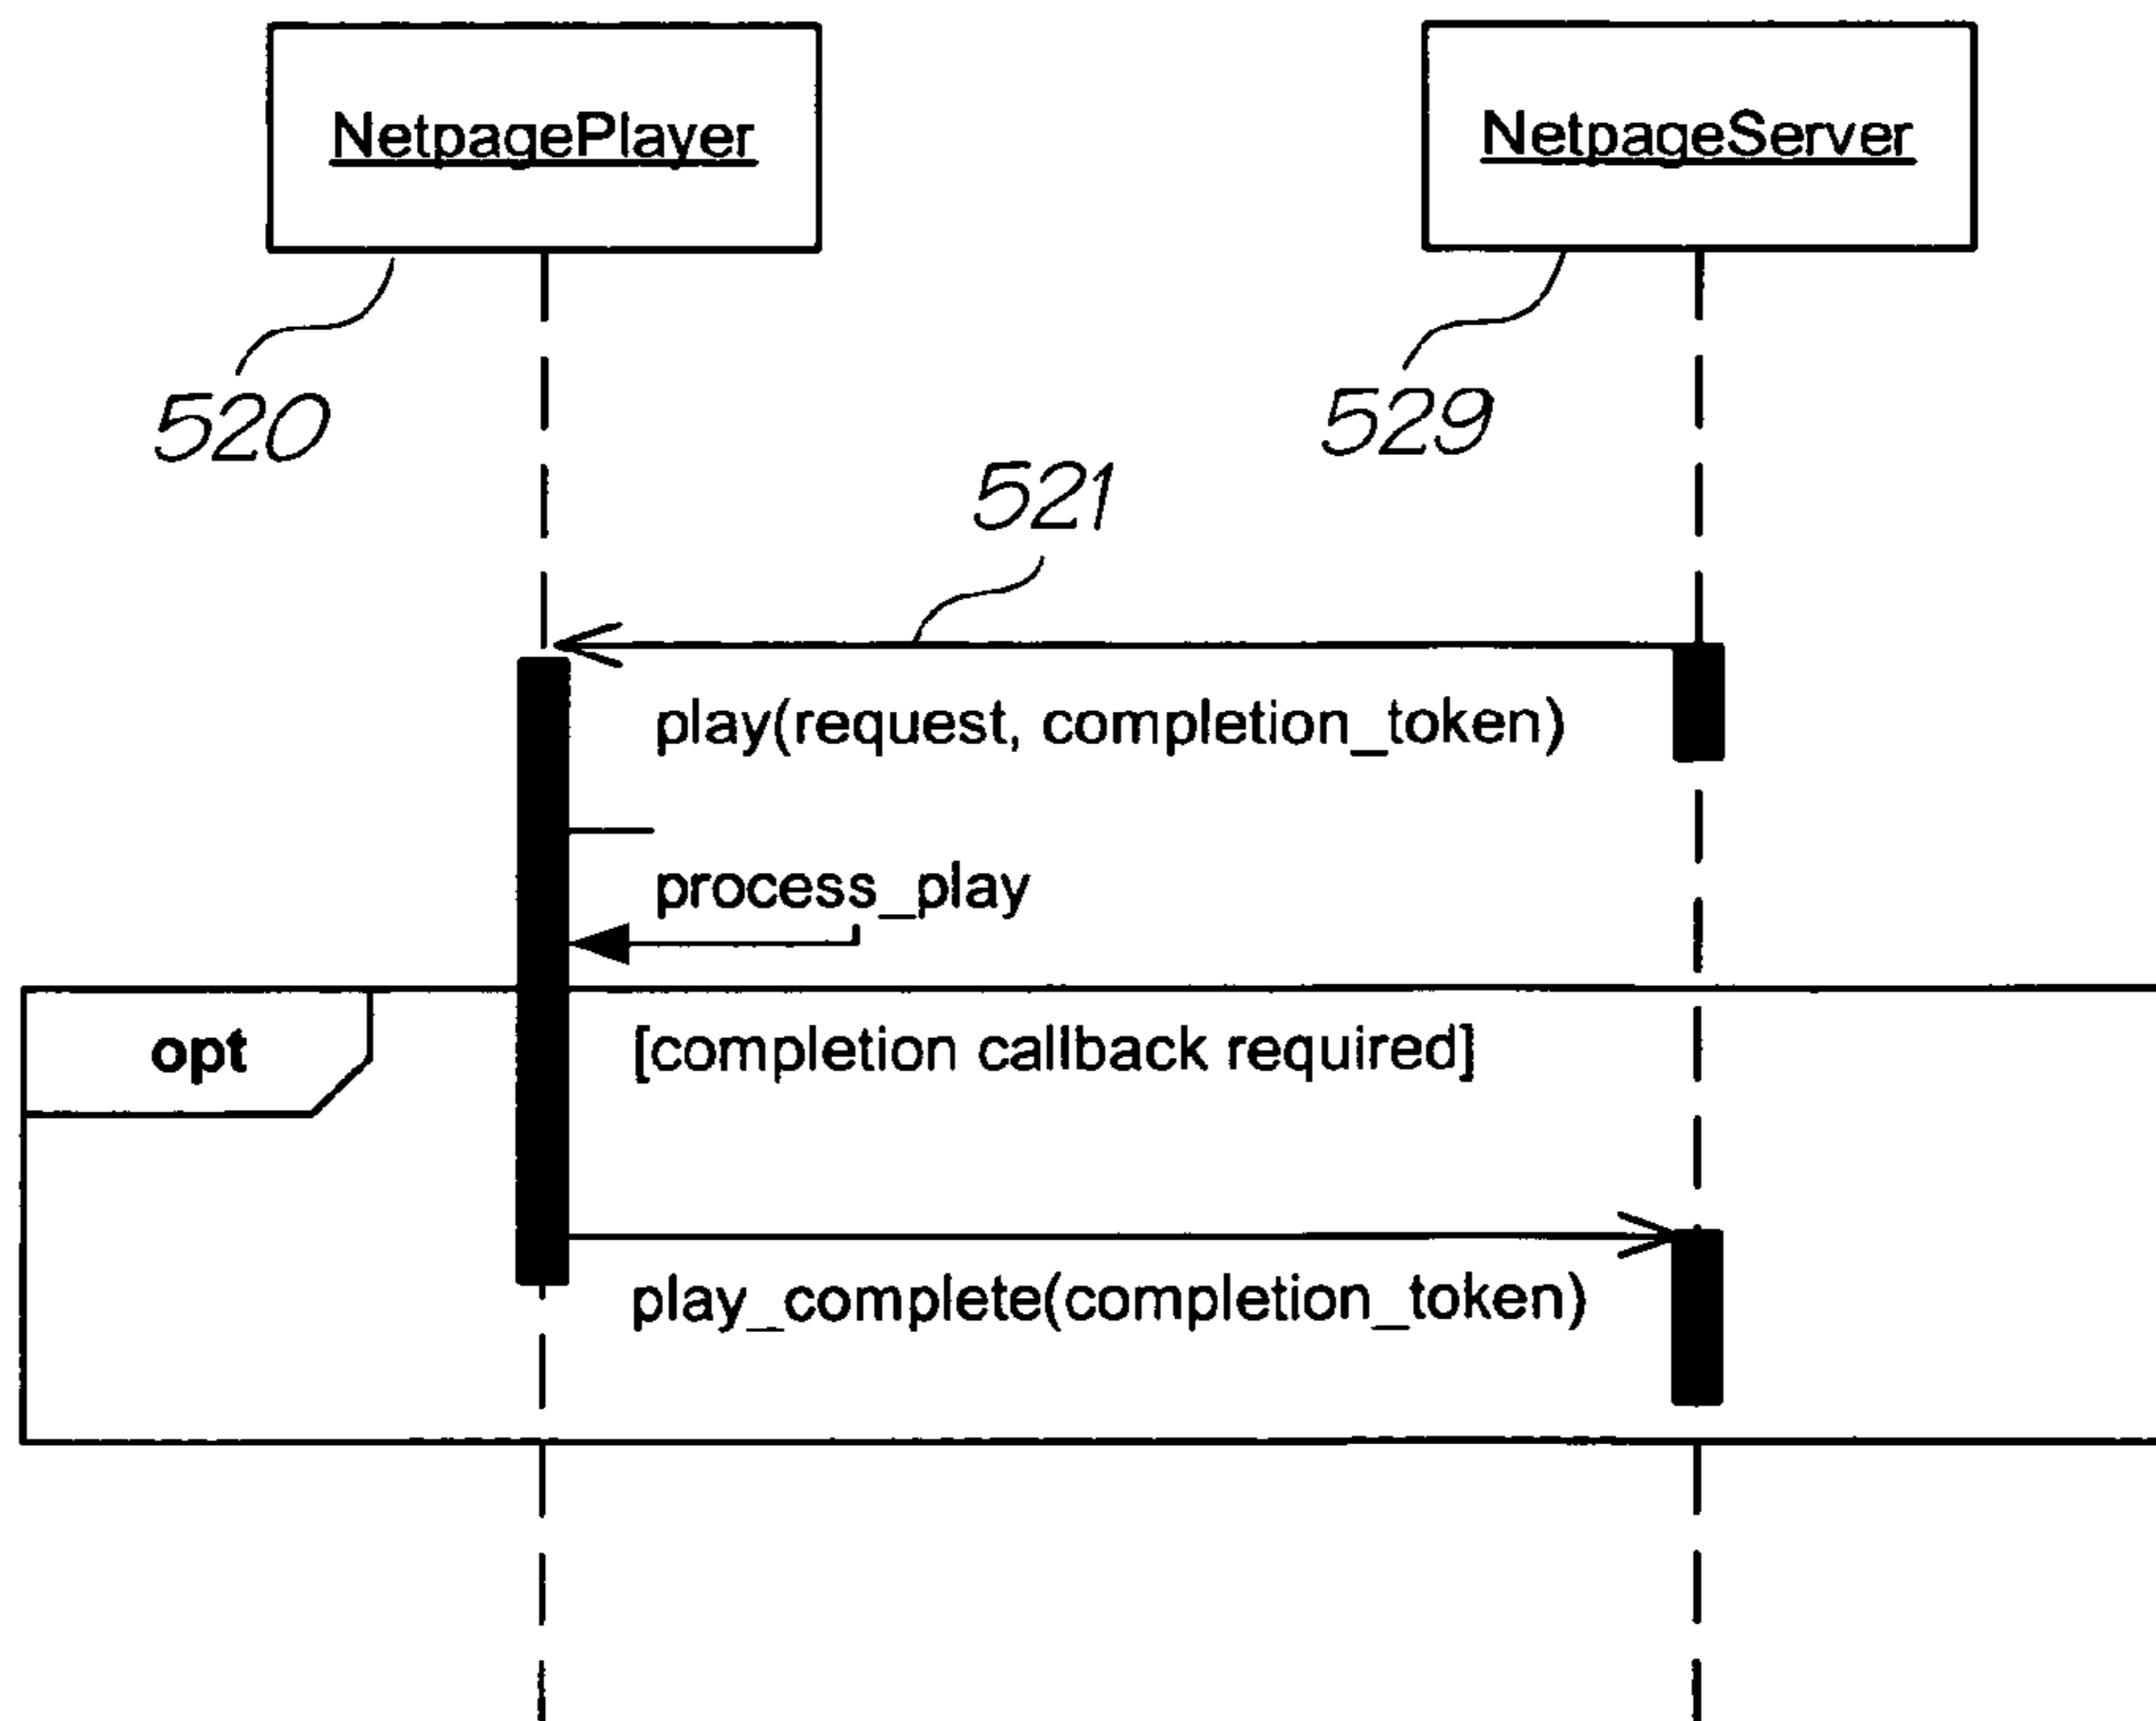 NetpagePlayer
NetpageServer
520
529
521
play(request, completion_token)
process_play
opt
[completion callback required]
play_complete(completion_token)